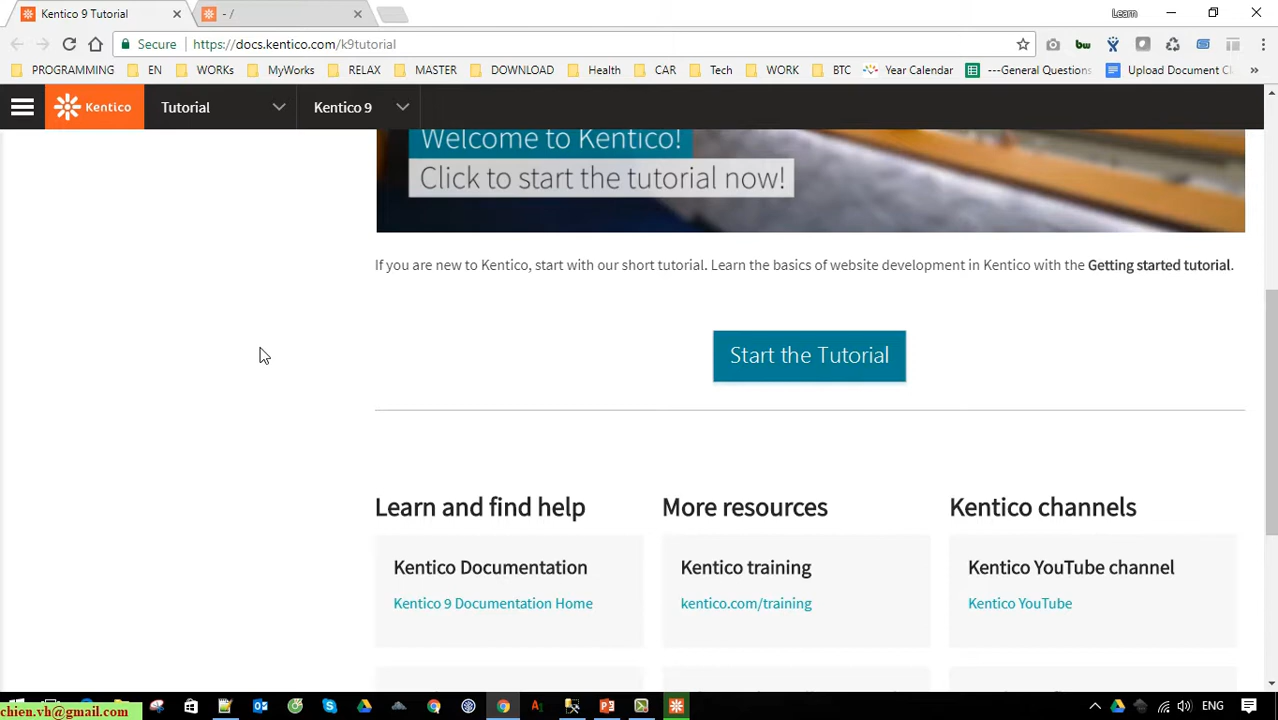 Kentico 9 Tutorial
- /
Learn
Secure
https://docs.kentico.com/k9tutorial
bw
PROGRAMMING
EN
WORKs
MyWorks
RELAX
MASTER
DOWNLOAD
Health
CAR
Tech
WORK
BTC
Year Calendar
---General Questions
Upload Document Cl
»
Kentico
Tutorial
Kentico 9
Welcome to Kentico!
Click to start the tutorial now!
If you are new to Kentico, start with our short tutorial. Learn the basics of website development in Kentico with the Getting started tutorial.
Start the Tutorial
Learn and find help
More resources
Kentico channels
Kentico Documentation
Kentico training
Kentico YouTube channel
Kentico 9 Documentation Home
kentico.com/training
Kentico YouTube
chien.vh@gmail.com
ENG